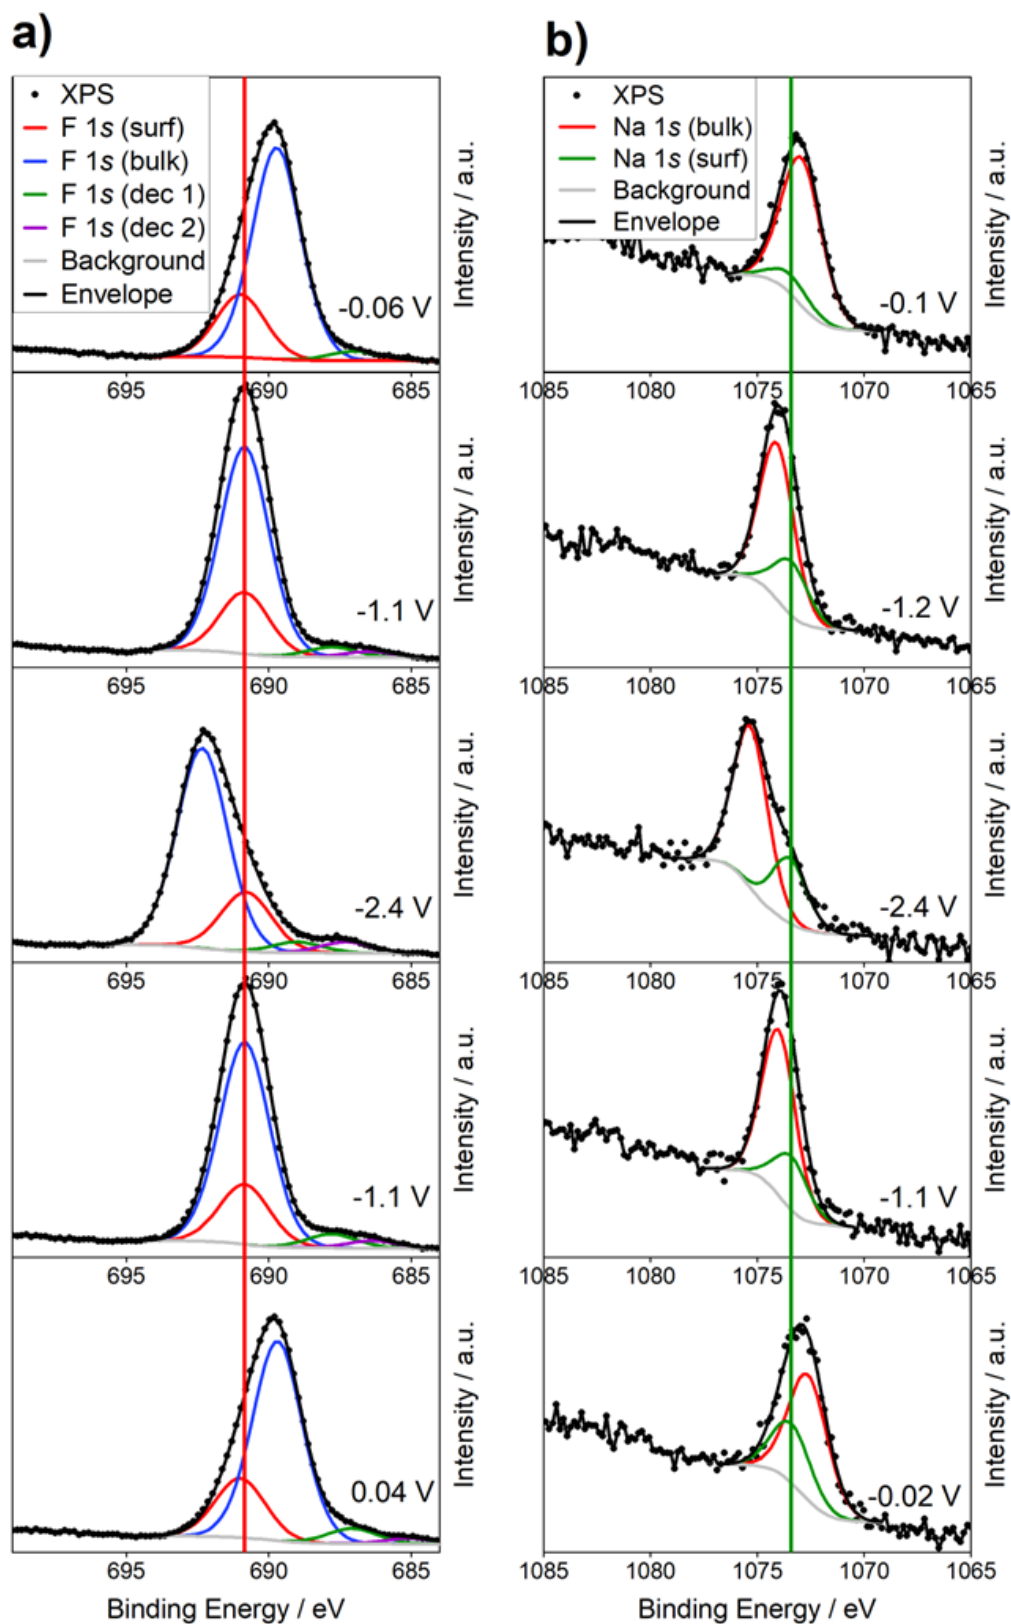 a)
XPS
F 1s (surf)
F 1s (bulk)
F 1s (dec 1)
F 1s (dec 2)
Background
Envelope
-0.06 V
Intensity / a.u.
695 690 685
-1.1 V
Intensity / a.u.
695 690 685
-2.4 V
Intensity / a.u.
695 690 685
-1.1 V
Intensity / a.u.
695 690 685
0.04 V
Intensity / a.u.
695 690 685
Binding Energy / eV
b)
XPS
Na 1s (bulk)
Na 1s (surf)
Background
Envelope
-0.1 V
Intensity / a.u.
1085 1080 1075 1070 1065
-1.2 V
Intensity / a.u.
1085 1080 1075 1070 1065
-2.4 V
Intensity / a.u.
1085 1080 1075 1070 1065
-1.1 V
Intensity / a.u.
1085 1080 1075 1070 1065
-0.02 V
Intensity / a.u.
1085 1080 1075 1070 1065
Binding Energy / eV